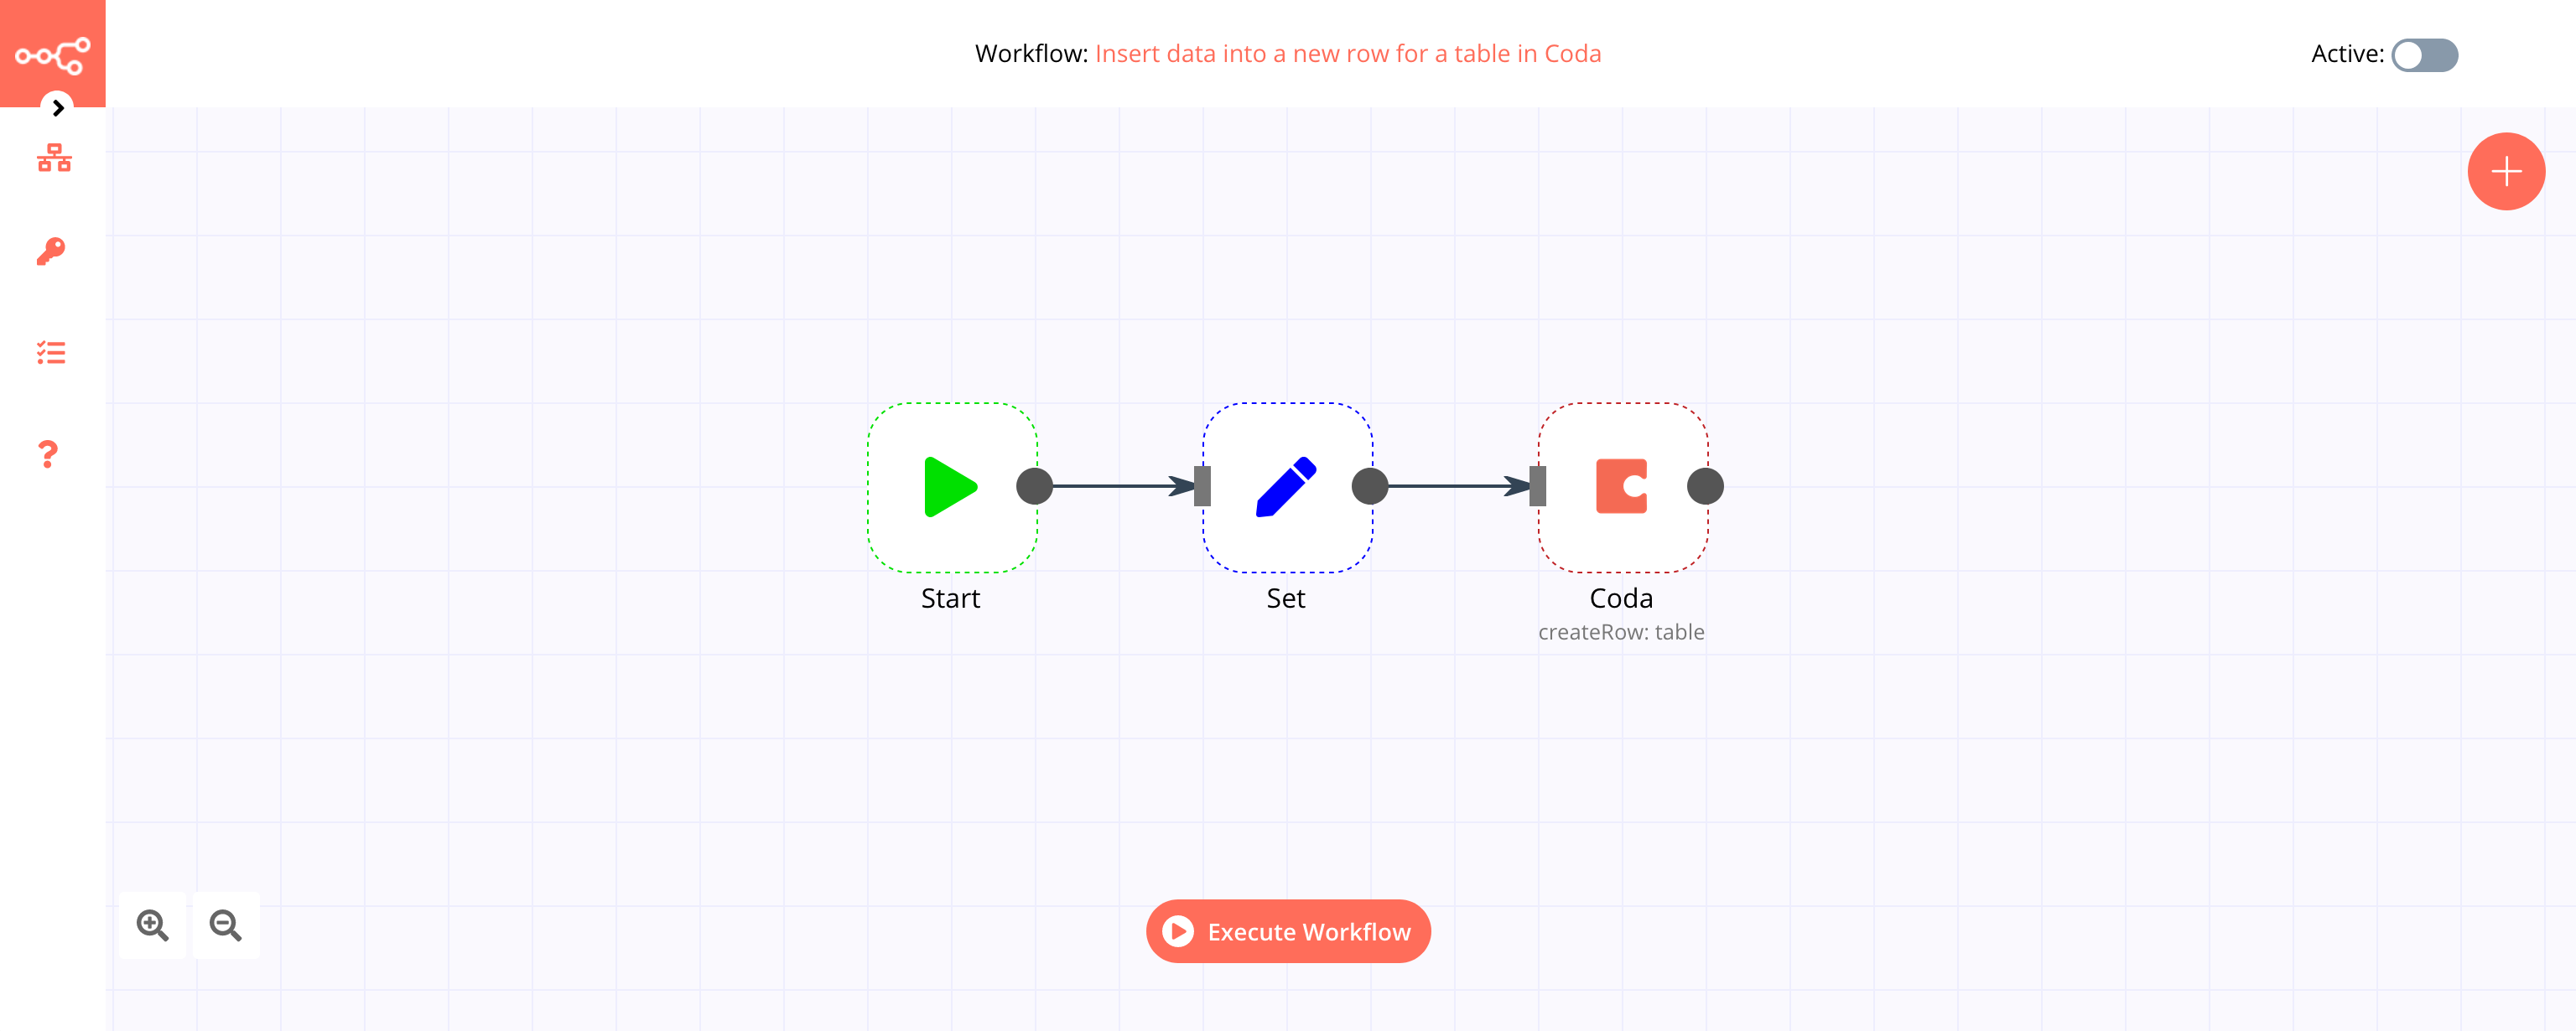 Workflow: Insert data into a new row for a table in Coda
Active:
Start
Set
Coda
createRow: table
Execute Workflow